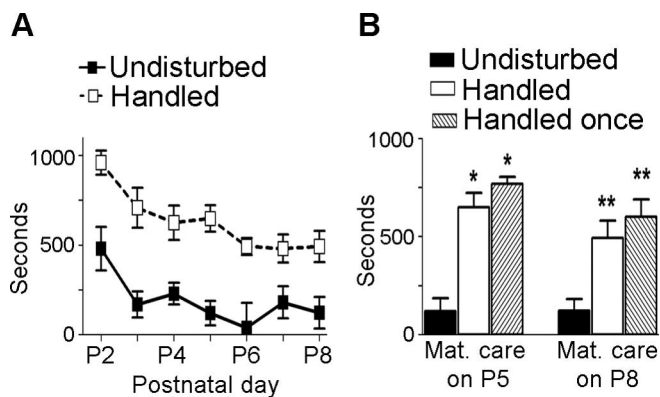 A
Undisturbed
Handled
1000
500
0
Seconds
P2
P4
P6
P8
Postnatal day
B
Undisturbed
Handled
Handled once
1000
500
0
Seconds
*
*
**
**
Mat. care
on P5
Mat. care
on P8